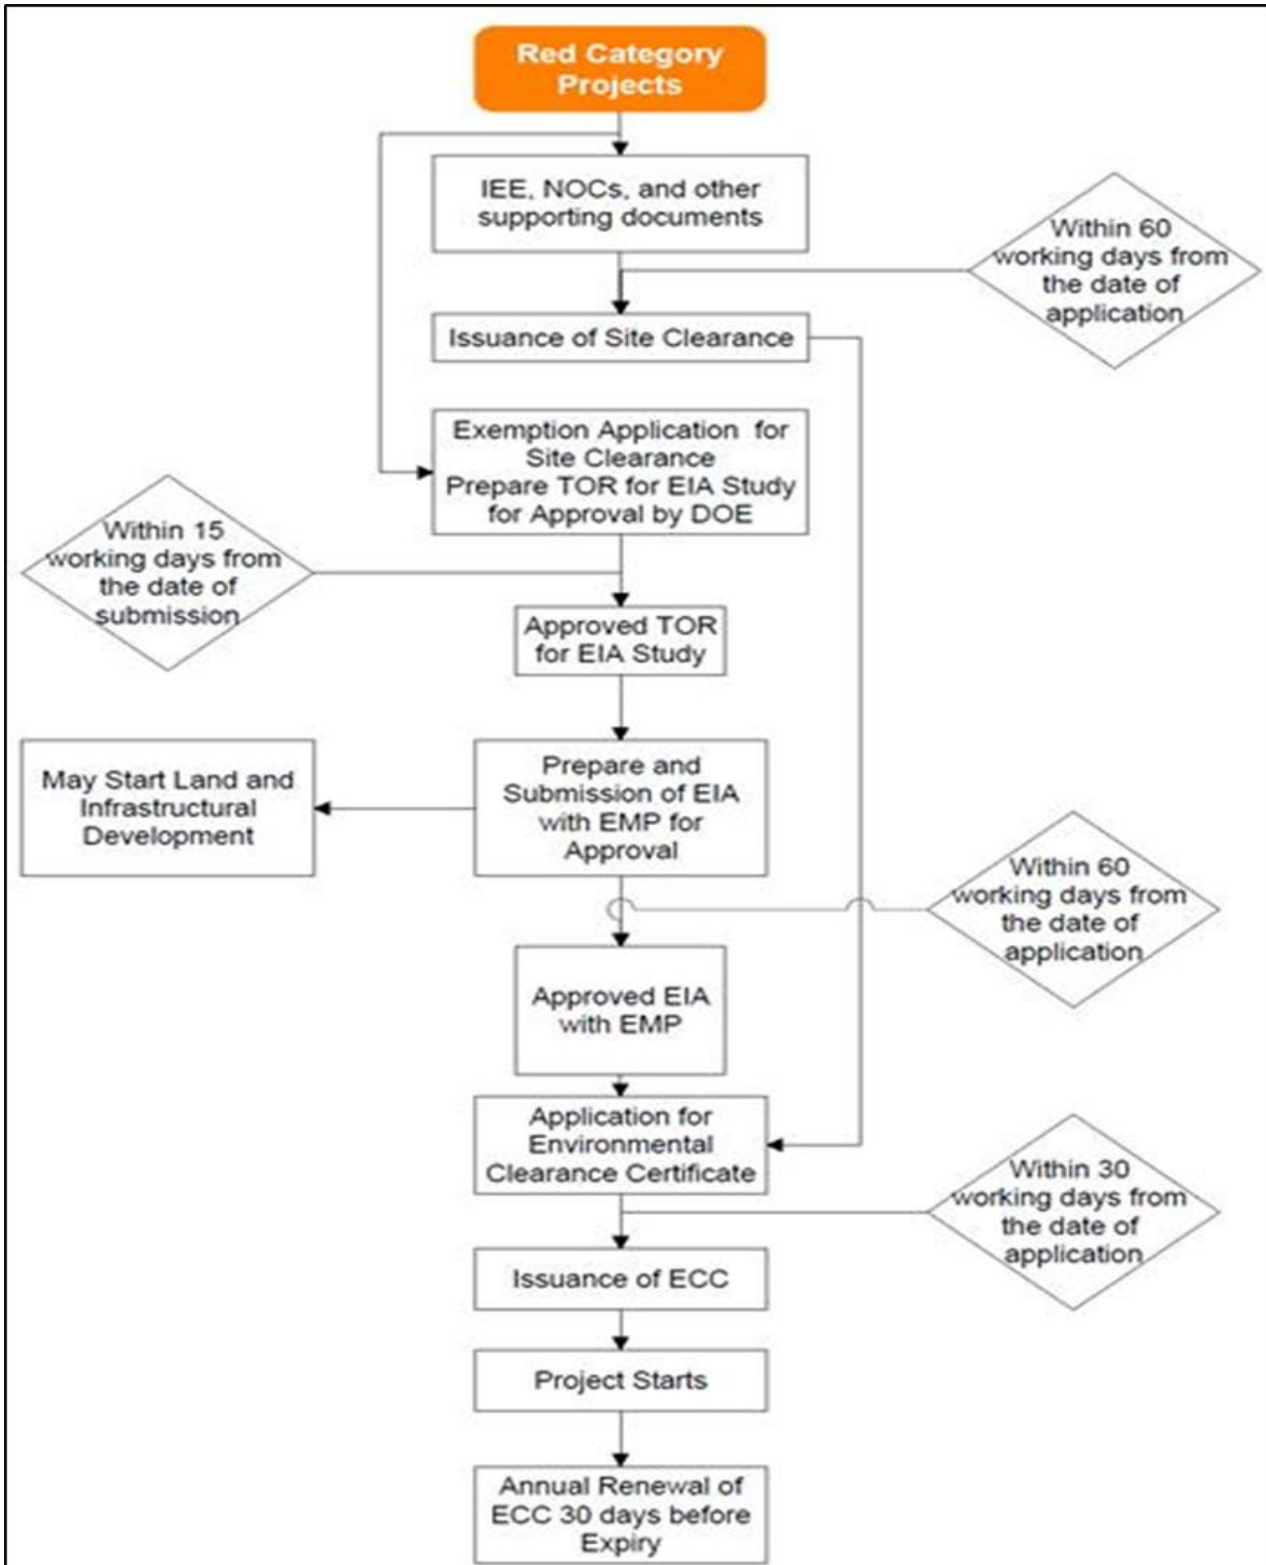 Red Category
Projects
IEE, NOCs, and other
supporting documents
Within 60
working days from
the date of
application
Issuance of Site Clearance
Exemption Application for
Site Clearance
Prepare TOR for EIA Study
for Approval by DOE
Within 15
working days from
the date of
submission
Approved TOR
for EIA Study
May Start Land and
Infrastructural
Development
Prepare and
Submission of EIA
with EMP for
Approval
Within 60
working days from
the date of
application
Approved EIA
with EMP
Application for
Environmental
Clearance Certificate
Within 30
working days from
the date of
application
Issuance of ECC
Project Starts
Annual Renewal of
ECC 30 days before
Expiry